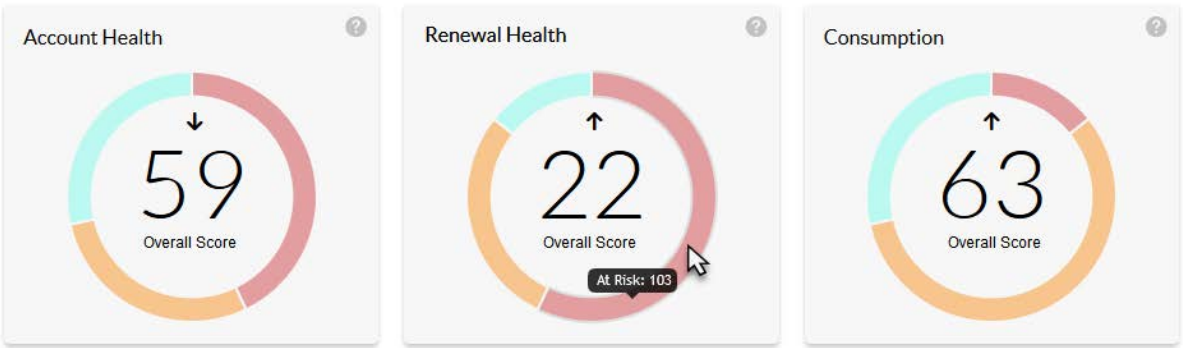 Account Health
?
↓
59
Overall Score
Renewal Health
?
↑
22
Overall Score
At Risk: 103
Consumption
?
↑
63
Overall Score